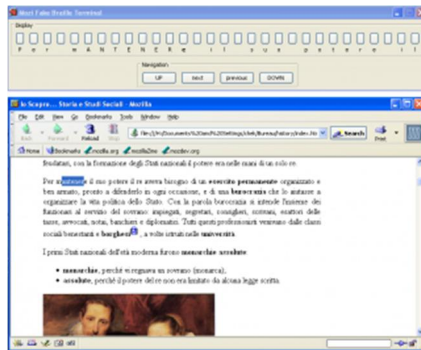 Mozi Fake Braille Terminal
Display
P e r m A N T E N E R e i l s u o p o t e r e i l
Navigation
UP next previous DOWN
Io Scopro... Storia e Studi Sociali - Mozilla
File Edit View Go Bookmarks Tools Window Help
Back Forward Reload Stop Search Print
Home Bookmarks mozilla.org mozdev.org
feudatari, con la formazione degli Stati nazionali il potere era nelle mani di un solo re.
Per mantenere il suo potere il re aveva bisogno di un esercito permanente organizzato e
ben armato, pronto a difenderlo in ogni occasione, e di una burocrazia che lo aiutasse a
organizzare la vita politica dello Stato. Con la parola burocrazia si intende l'insieme dei
funzionari al servizio del sovrano: impiegati, segretari, consiglieri, scrivani, esattori delle
tasse, avvocati, notai, banchieri e diplomatici. Tutti questi professionisti venivano dalle classi
sociali benestanti e borghesi, a volte istruiti nelle università.
I primi Stati nazionali dell'età moderna furono monarchie assolute:
monarchie, perché vi regnava un sovrano (monarca);
assolute, perché il potere del re non era limitato da alcuna legge scritta.